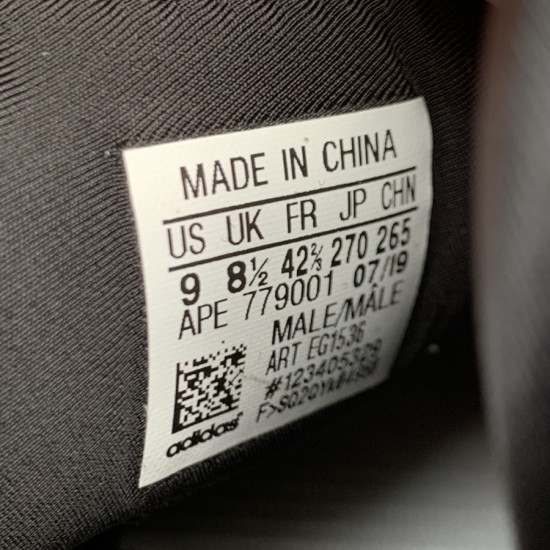 MADE IN CHINA
US UK FR JP CHN
9 8½ 42⅔ 270 265
APE 779001 07/19
MALE/MÂLE
ART EG1536
#123405329
adidas